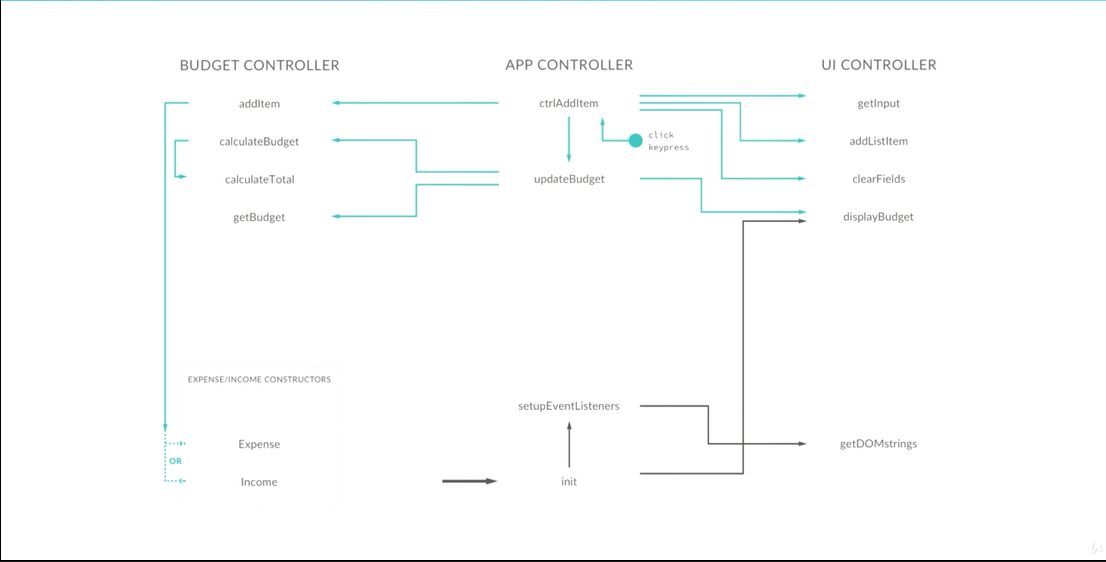 BUDGET CONTROLLER
APP CONTROLLER
UI CONTROLLER
addItem
ctrlAddItem
getInput
click
keypress
calculateBudget
addListItem
calculateTotal
updateBudget
clearFields
getBudget
displayBudget
EXPENSE/INCOME CONSTRUCTORS
setupEventListeners
Expense
getDOMstrings
OR
Income
init